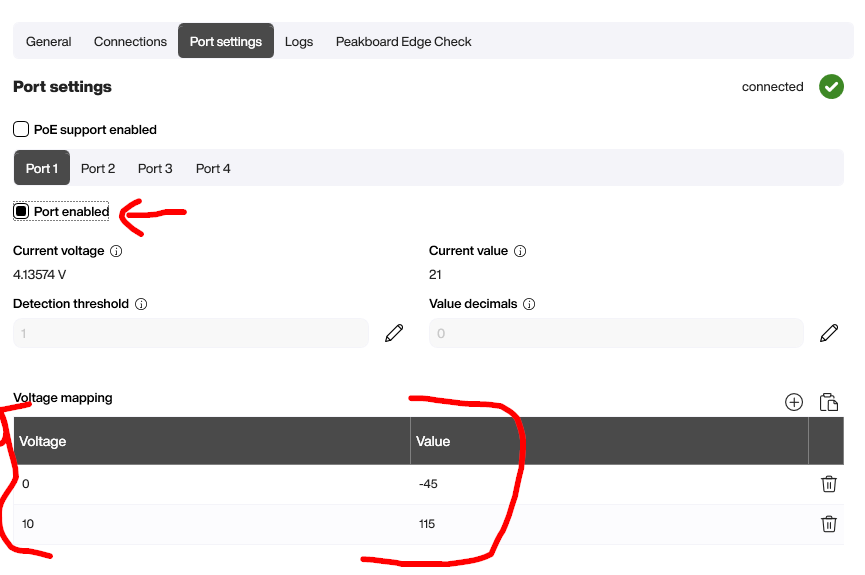 General Connections Port settings Logs Peakboard Edge Check
Port settings connected
PoE support enabled
Port 1 Port 2 Port 3 Port 4
Port enabled
Current voltage Current value
4.13574 V 21
Detection threshold Value decimals
1 0
Voltage mapping
Voltage Value
0 -45
10 115